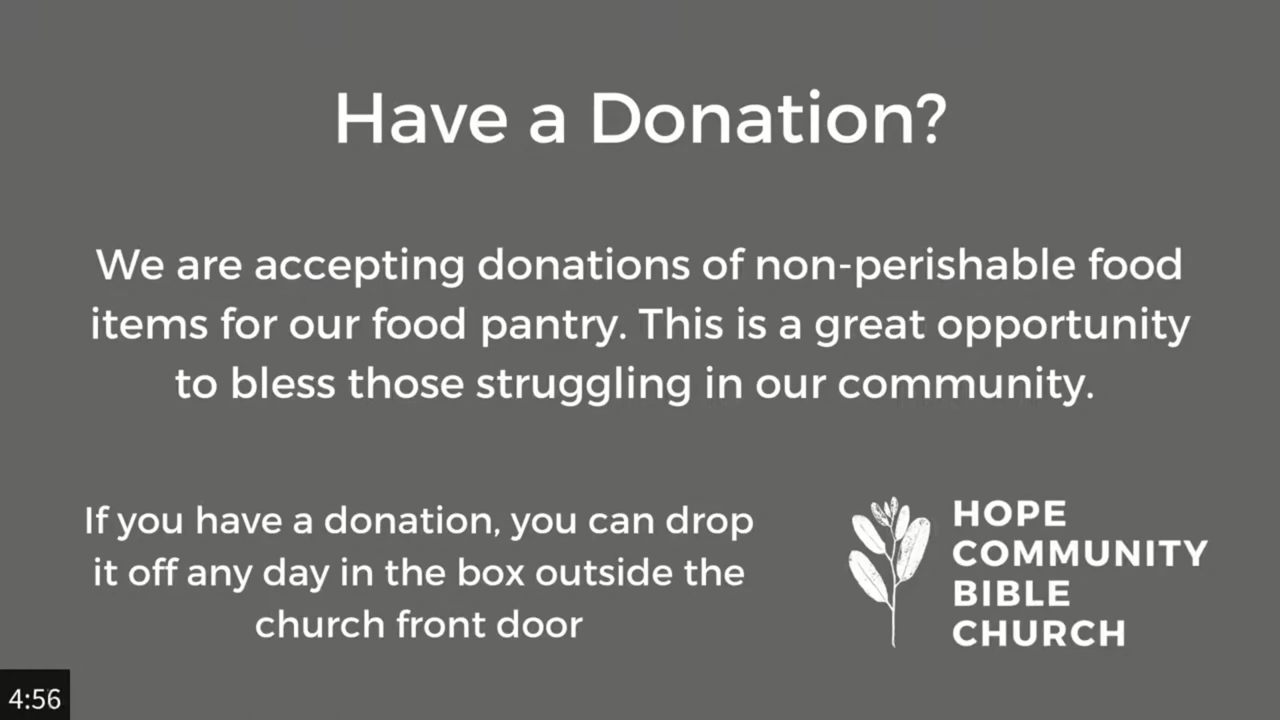 Have a Donation?
We are accepting donations of non-perishable food
items for our food pantry. This is a great opportunity
to bless those struggling in our community.
If you have a donation, you can drop
it off any day in the box outside the
church front door
HOPE
COMMUNITY
BIBLE
CHURCH
4:56